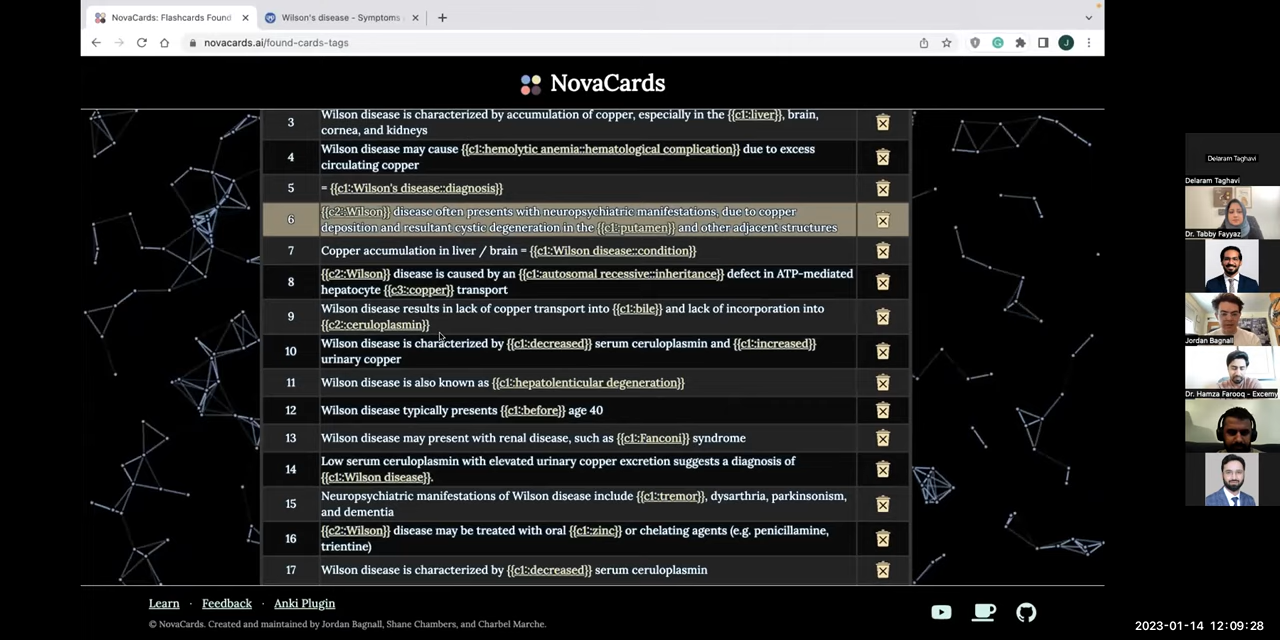 NovaCards: Flashcards Found
Wilson's disease - Symptoms
novacards.ai/found-cards-tags
J
NovaCards
3 Wilson disease is characterized by accumulation of copper, especially in the {{c1::liver}}, brain,
cornea, and kidneys
4 Wilson disease may cause {{c1::hemolytic anemia::hematological complication}} due to excess
circulating copper
5 = {{c1::Wilson's disease::diagnosis}}
6 {{c2::Wilson}} disease often presents with neuropsychiatric manifestations, due to copper
deposition and resultant cystic degeneration in the {{c1::putamen}} and other adjacent structures
7 Copper accumulation in liver / brain = {{c1::Wilson disease::condition}}
8 {{c2::Wilson}} disease is caused by an {{c1::autosomal recessive::inheritance}} defect in ATP-mediated
hepatocyte {{c3::copper}} transport
9 Wilson disease results in lack of copper transport into {{c1::bile}} and lack of incorporation into
{{c2::ceruloplasmin}}
10 Wilson disease is characterized by {{c1::decreased}} serum ceruloplasmin and {{c1::increased}}
urinary copper
11 Wilson disease is also known as {{c1::hepatolenticular degeneration}}
12 Wilson disease typically presents {{c1::before}} age 40
13 Wilson disease may present with renal disease, such as {{c1::Fanconi}} syndrome
14 Low serum ceruloplasmin with elevated urinary copper excretion suggests a diagnosis of
{{c1::Wilson disease}}.
15 Neuropsychiatric manifestations of Wilson disease include {{c1::tremor}}, dysarthria, parkinsonism,
and dementia
16 {{c2::Wilson}} disease may be treated with oral {{c1::zinc}} or chelating agents (e.g. penicillamine,
trientine)
17 Wilson disease is characterized by {{c1::decreased}} serum ceruloplasmin
Learn · Feedback · Anki Plugin
© NovaCards. Created and maintained by Jordan Bagnall, Shane Chambers, and Charbel Marche.
Delaram Taghavi
Delaram Taghavi
Dr. Tabby Fayyaz
Jordan Bagnall
Dr. Hamza Farooq - Excemy
2023-01-14 12:09:28